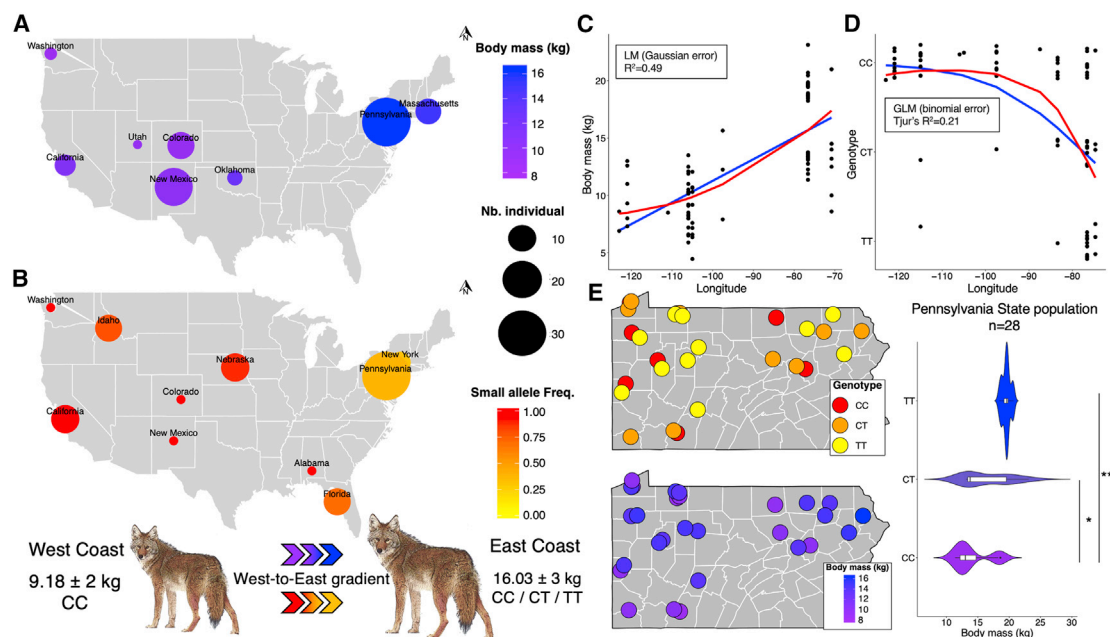 A
N
Washington
Utah
Colorado
California
New Mexico
Oklahoma
Pennsylvania
Massachusetts
Body mass (kg)
16
14
12
10
8
Nb. individual
10
20
30
B
N
Washington
Idaho
Nebraska
New York
Pennsylvania
Colorado
California
New Mexico
Alabama
Florida
Small allele Freq.
1.00
0.75
0.50
0.25
0.00
West Coast
9.18 ± 2 kg
CC
West-to-East gradient
East Coast
16.03 ± 3 kg
CC / CT / TT
C
LM (Gaussian error)
R²=0.49
Body mass (kg)
20
15
10
5
-120 -110 -100 -90 -80 -70
Longitude
D
GLM (binomial error)
Tjur's R²=0.21
Genotype
CC
CT
TT
-120 -110 -100 -90 -80
Longitude
E
Genotype
CC
CT
TT
Body mass (kg)
16
14
12
10
8
Pennsylvania State population
n=28
TT
CT
CC
**
*
10 15 20 25 30
Body mass (kg)